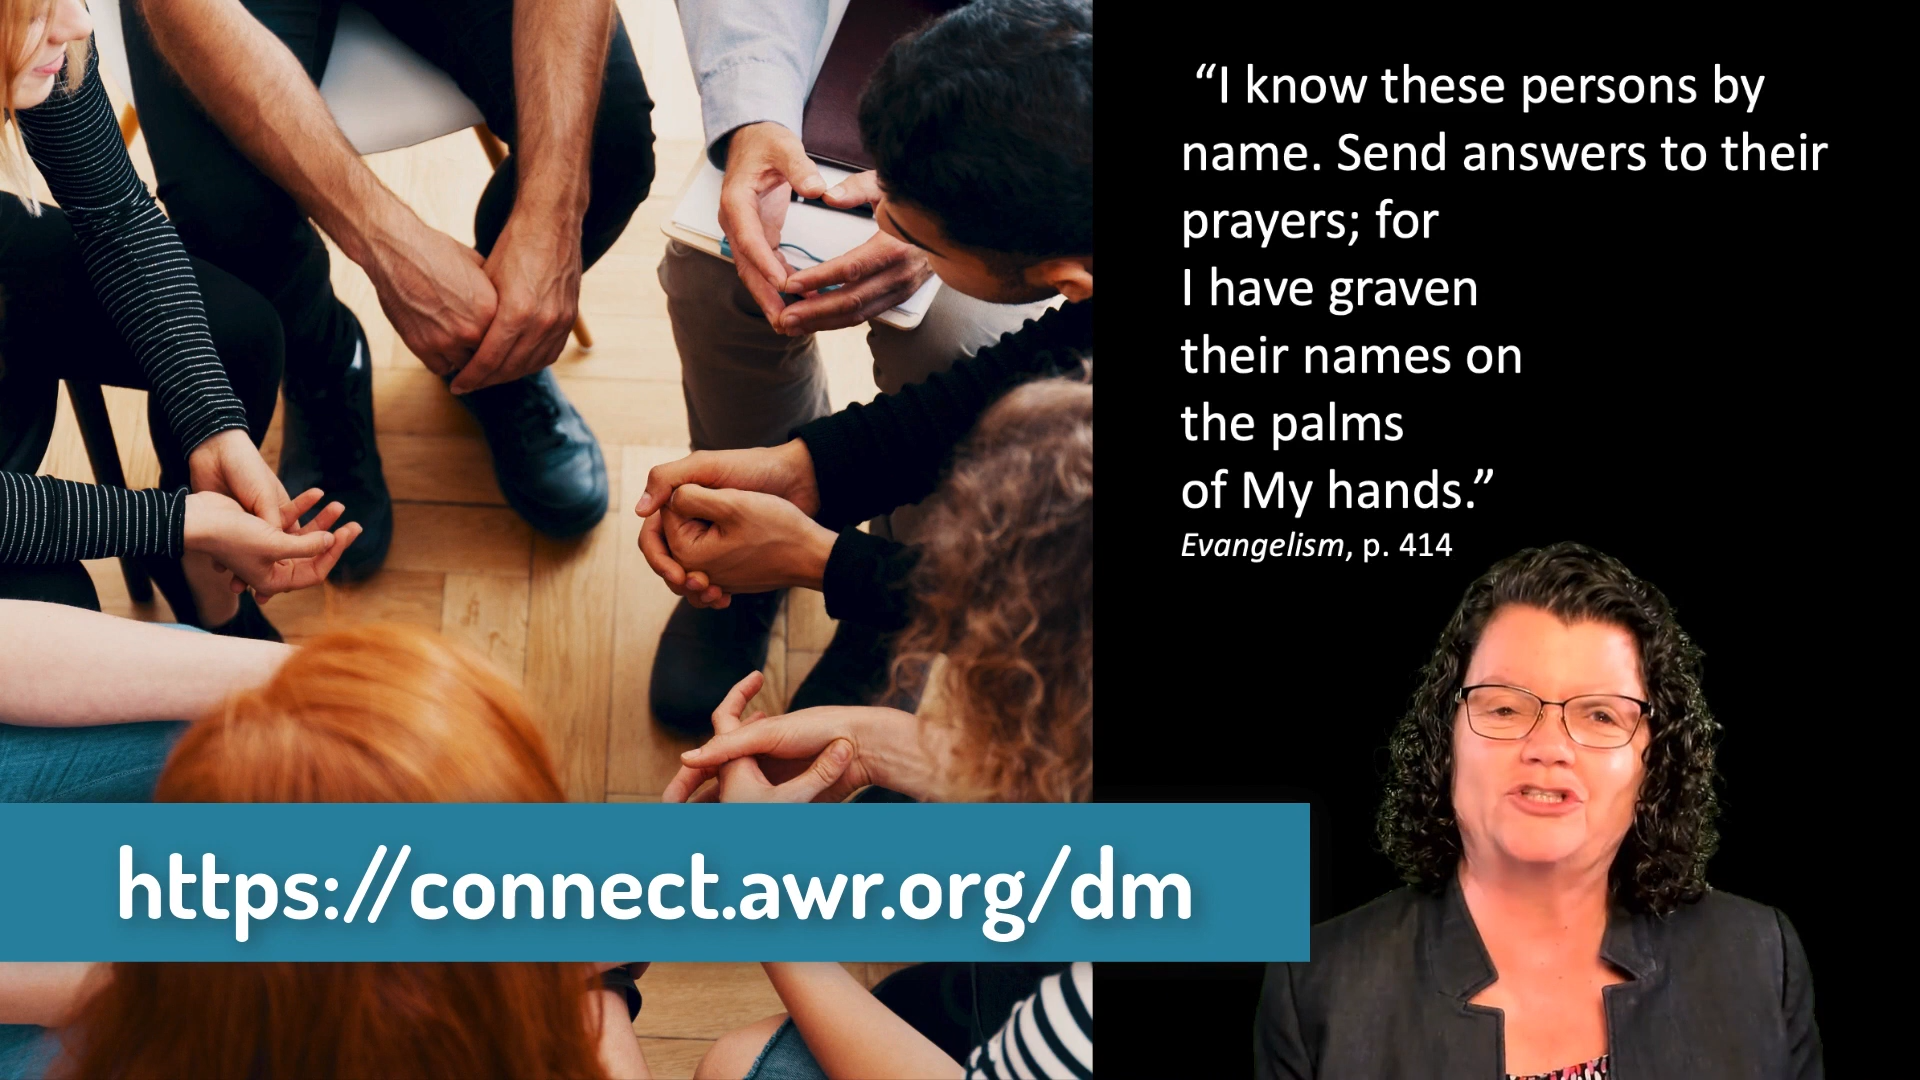 “I know these persons by
name. Send answers to their
prayers; for
I have graven
their names on
the palms
of My hands.”
Evangelism, p. 414
https://connect.awr.org/dm